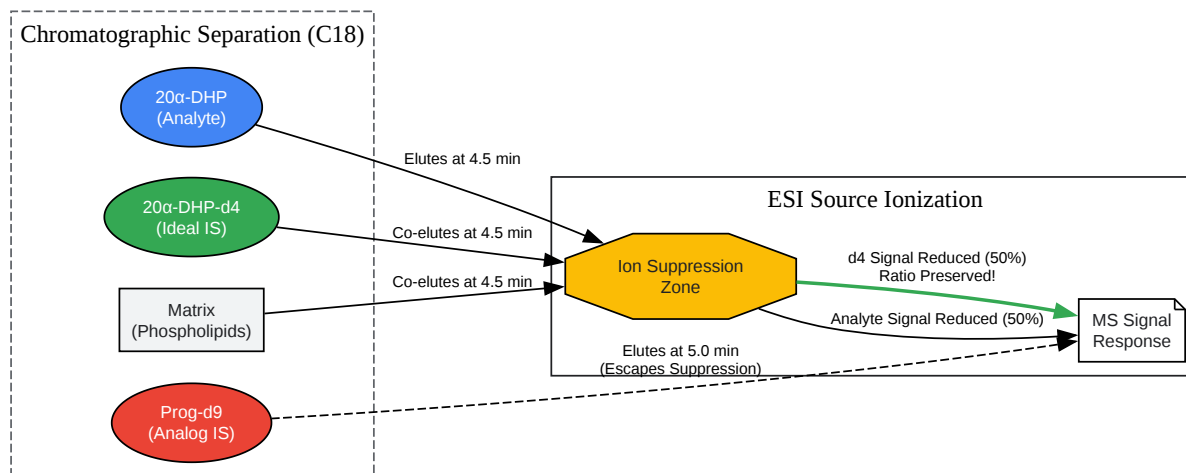 Chromatographic Separation (C18)
20α-DHP
(Analyte)
Elutes at 4.5 min
20α-DHP-d4
(Ideal IS)
Co-elutes at 4.5 min
Matrix
(Phospholipids)
Co-elutes at 4.5 min
Prog-d9
(Analog IS)
ESI Source Ionization
Ion Suppression
Zone
d4 Signal Reduced (50%)
Ratio Preserved!
Analyte Signal Reduced (50%)
Elutes at 5.0 min
(Escapes Suppression)
MS Signal
Response